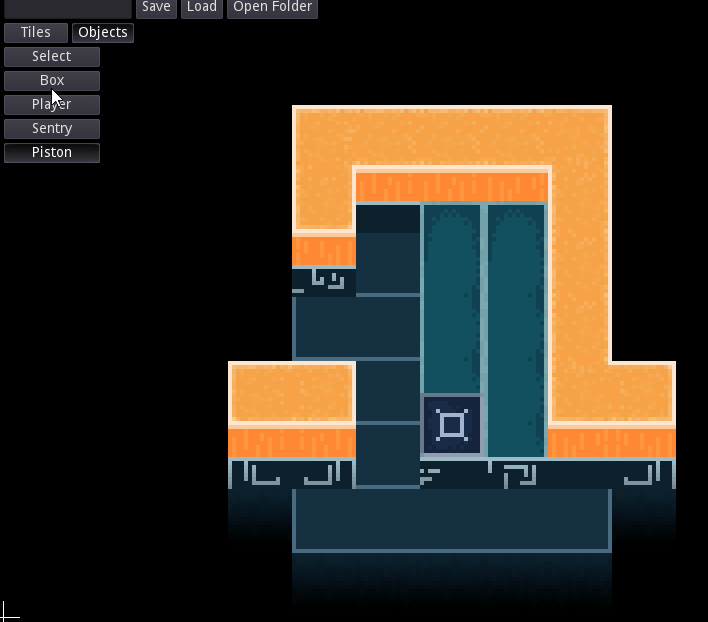 Save Load Open Folder
Tiles Objects
Select
Box
Player
Sentry
Piston